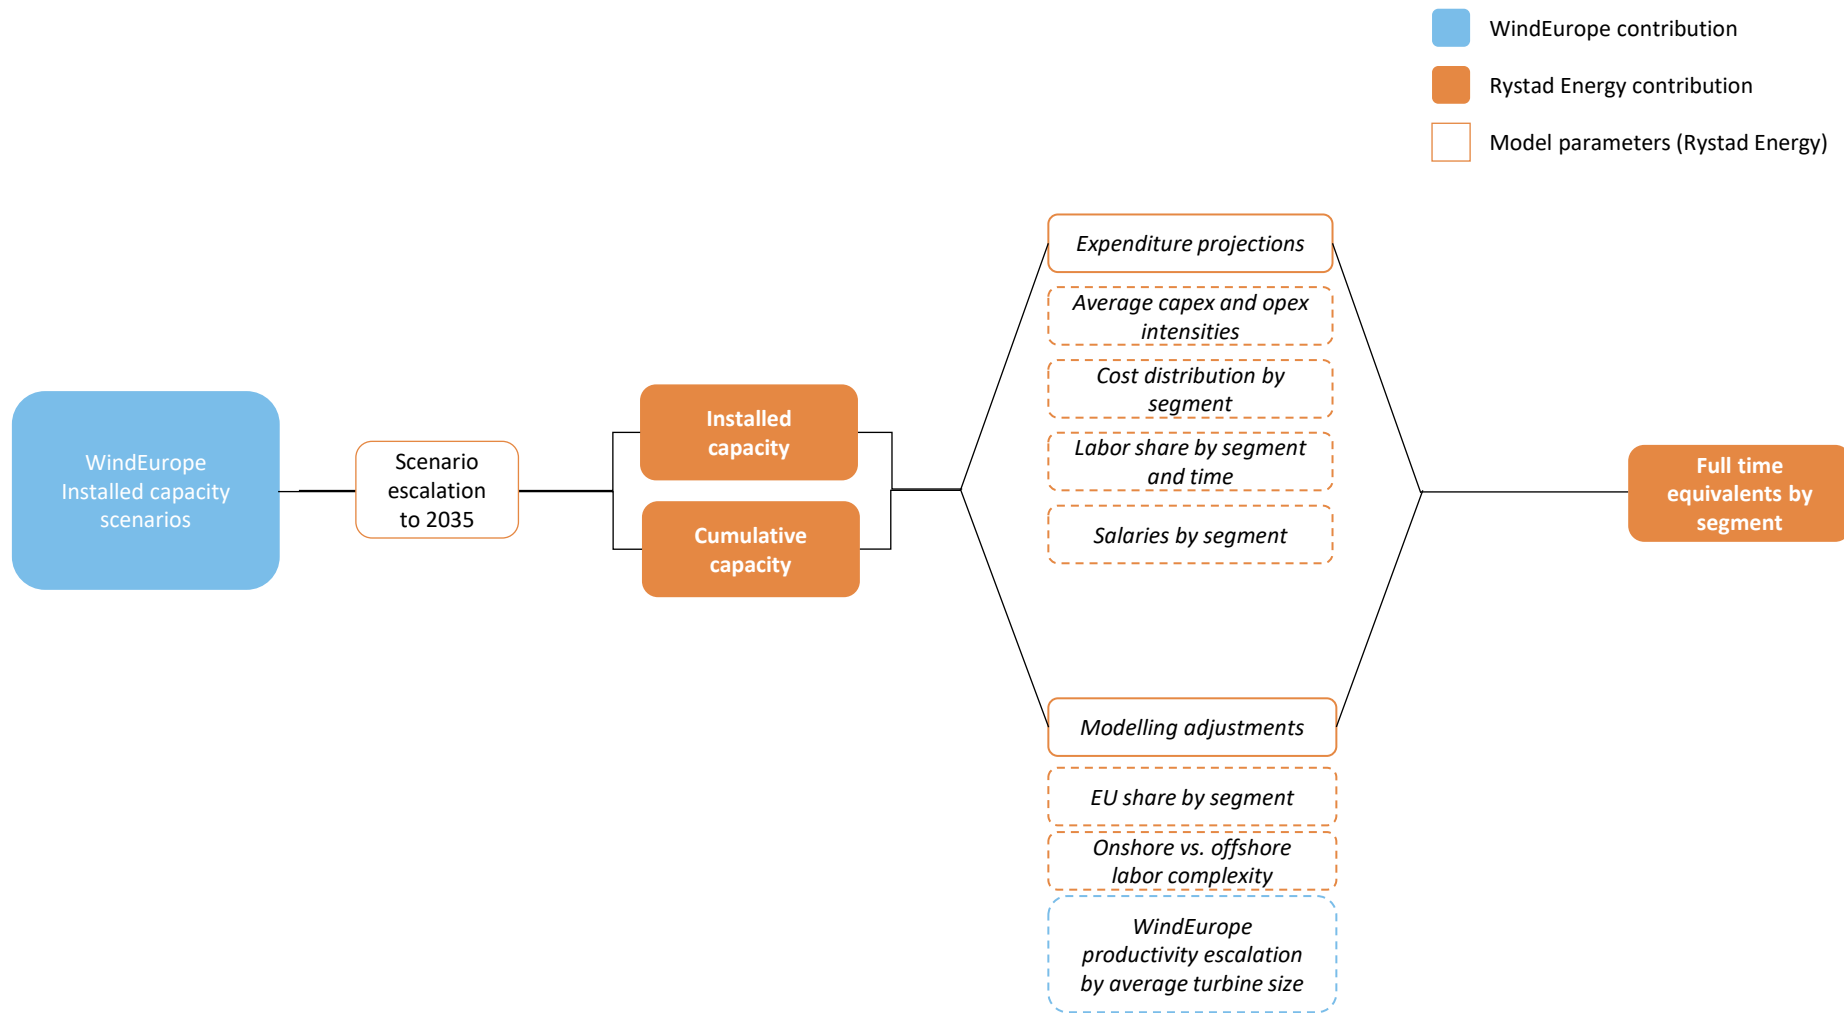 WindEurope contribution
Rystad Energy contribution
Model parameters (Rystad Energy)
WindEurope
Installed capacity
scenarios
Scenario
escalation
to 2035
Installed
capacity
Cumulative
capacity
Expenditure projections
Average capex and opex
intensities
Cost distribution by
segment
Labor share by segment
and time
Salaries by segment
Modelling adjustments
EU share by segment
Onshore vs. offshore
labor complexity
WindEurope
productivity escalation
by average turbine size
Full time
equivalents by
segment